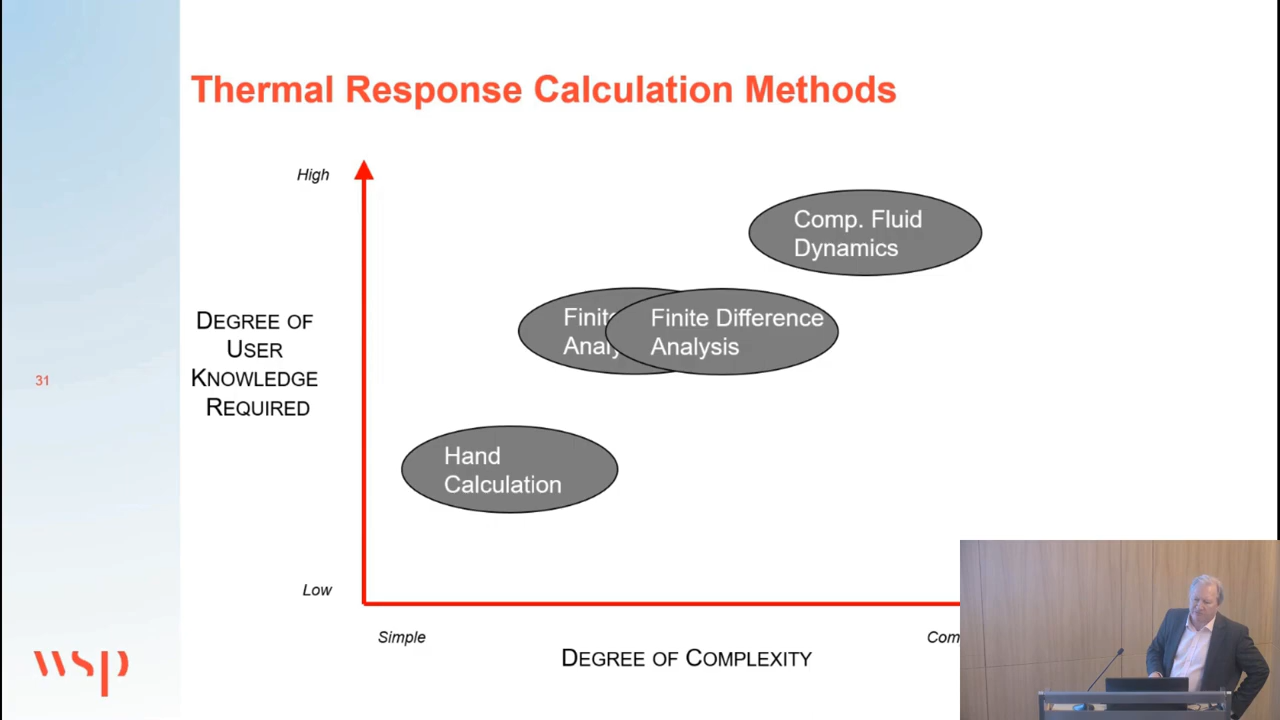 Thermal Response Calculation Methods
High
Comp. Fluid
Dynamics
Finite Difference
Analysis
DEGREE OF
USER
KNOWLEDGE
REQUIRED
31
Hand
Calculation
Low
Simple
DEGREE OF COMPLEXITY
wsp